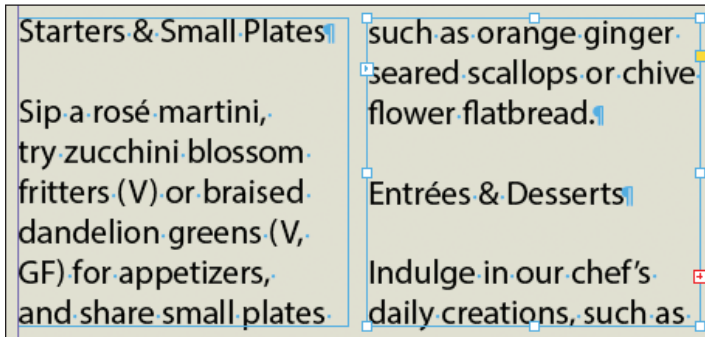 Starters & Small Plates
Sip a rosé martini,
try zucchini blossom
fritters (V) or braised
dandelion greens (V,
GF) for appetizers,
and share small plates
such as orange ginger
seared scallops or chive
flower flatbread.
Entrées & Desserts
Indulge in our chef’s
daily creations, such as